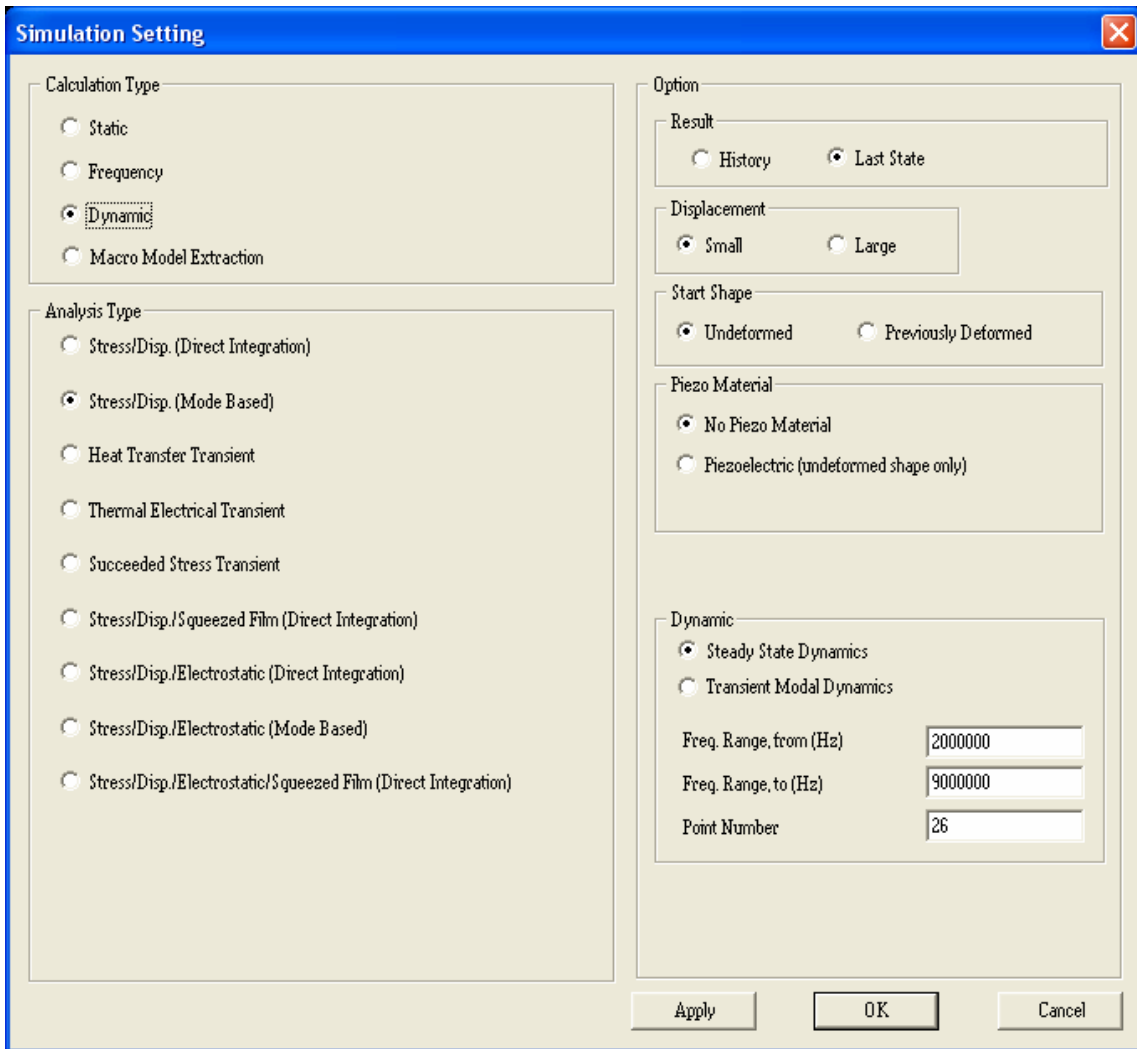 Simulation Setting
Calculation Type
Static
Frequency
Dynamic
Macro Model Extraction
Analysis Type
Stress/Disp. (Direct Integration)
Stress/Disp. (Mode Based)
Heat Transfer Transient
Thermal Electrical Transient
Succeeded Stress Transient
Stress/Disp./Squeezed Film (Direct Integration)
Stress/Disp./Electrostatic (Direct Integration)
Stress/Disp./Electrostatic (Mode Based)
Stress/Disp./Electrostatic/Squeezed Film (Direct Integration)
Option
Result
History Last State
Displacement
Small Large
Start Shape
Undeformed Previously Deformed
Piezo Material
No Piezo Material
Piezoelectric (undeformed shape only)
Dynamic
Steady State Dynamics
Transient Modal Dynamics
Freq. Range, from (Hz) 2000000
Freq. Range, to (Hz) 9000000
Point Number 26
Apply OK Cancel